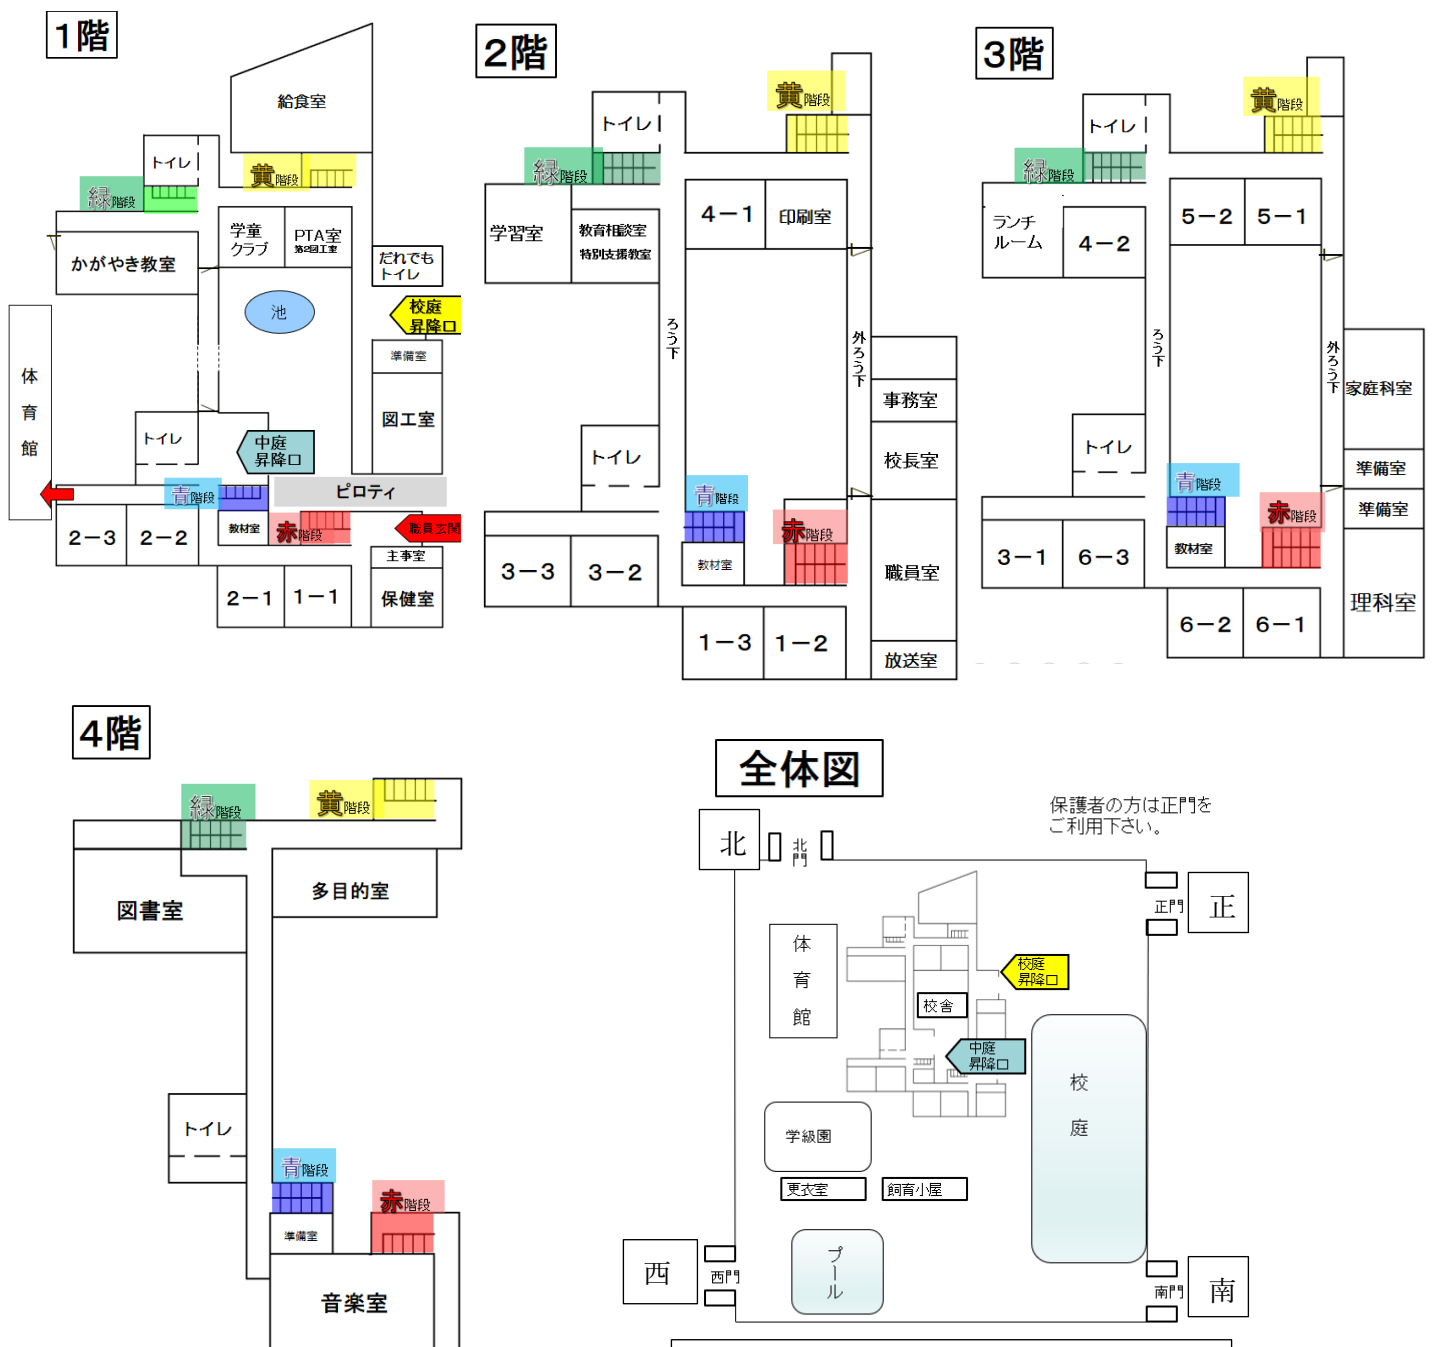 1階
給食室
トイレ
黄階段
緑階段
学童
クラブ
PTA室
第2図工室
かがやき教室
だれでも
トイレ
池
校庭
昇降口
準備室
体育館
図工室
トイレ
中庭
昇降口
ピロティ
青階段
教材室
赤階段
職員玄関
2－3
2－2
主事室
2－1
1－1
保健室
2階
黄階段
トイレ
緑階段
学習室
教育相談室
特別支援教室
4－1
印刷室
ろう下
外ろう下
事務室
校長室
トイレ
青階段
赤階段
3－3
3－2
教材室
職員室
1－3
1－2
放送室
3階
黄階段
トイレ
緑階段
ランチ
ルーム
4－2
5－2
5－1
ろう下
外ろう下
家庭科室
トイレ
準備室
青階段
準備室
赤階段
3－1
6－3
教材室
理科室
6－2
6－1
4階
緑階段
黄階段
図書室
多目的室
トイレ
青階段
赤階段
準備室
音楽室
全体図
保護者の方は正門を
ご利用下さい。
北
北門
正門
正
体育館
校庭
昇降口
校舎
中庭
昇降口
校庭
学級園
更衣室
飼育小屋
プール
西
西門
南門
南